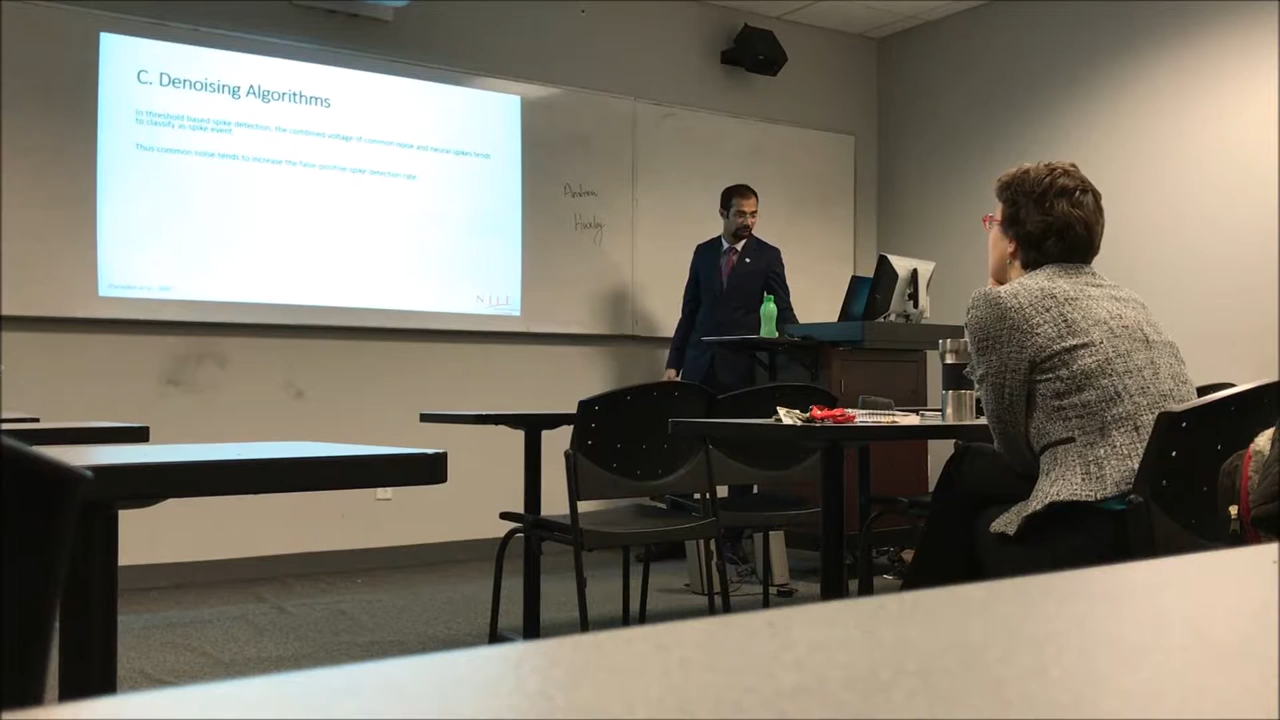 C. Denoising Algorithms
In threshold based spike detection, the combined voltage of common noise and neural spikes tends
to classify as spike event.
Thus common noise tends to increase the false positive spike detection rate.
Andrew
Huxley